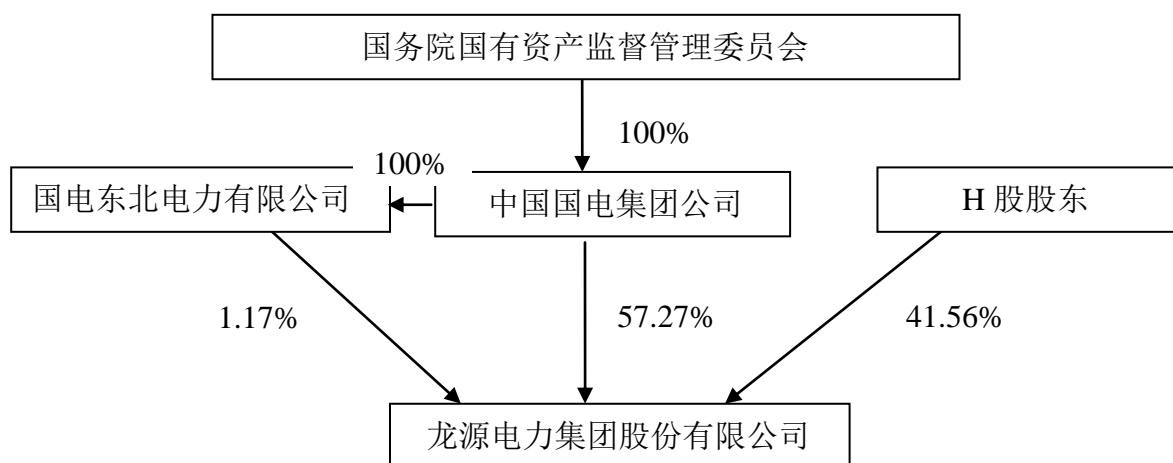 国务院国有资产监督管理委员会
100%
100%
国电东北电力有限公司
中国国电集团公司
H 股股东
1.17%
57.27%
41.56%
龙源电力集团股份有限公司